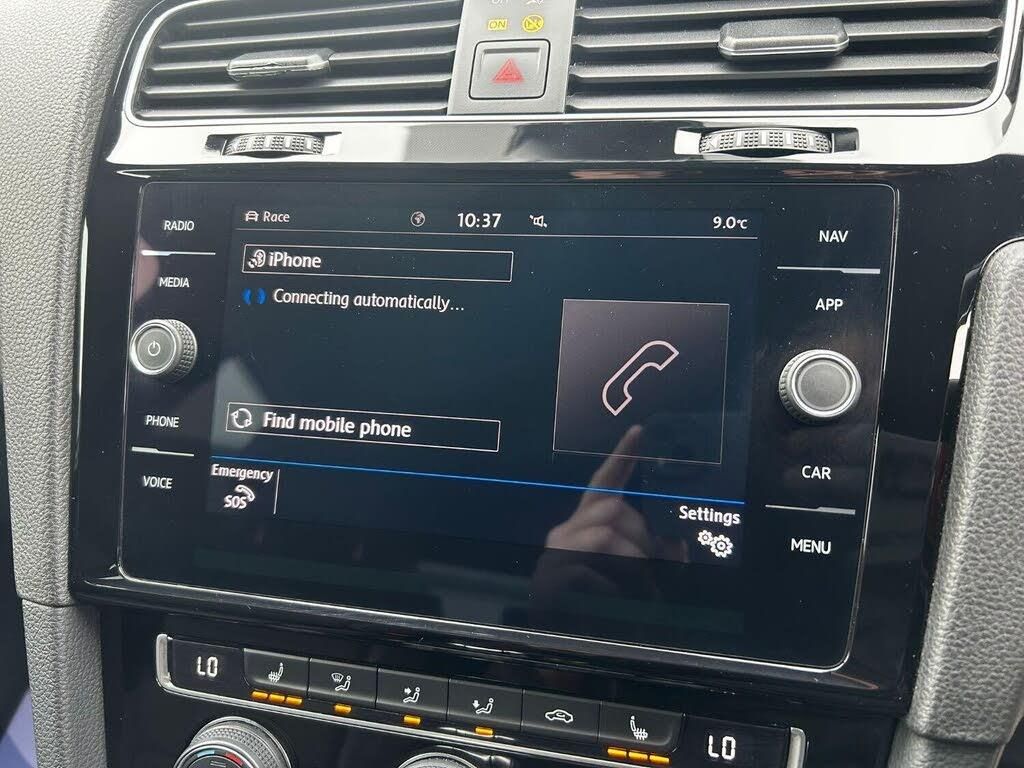 ON
RADIO
MEDIA
PHONE
VOICE
Race
10:37
9.0°C
iPhone
Connecting automatically...
Find mobile phone
Emergency
SOS
Settings
NAV
APP
CAR
MENU
LO
LO